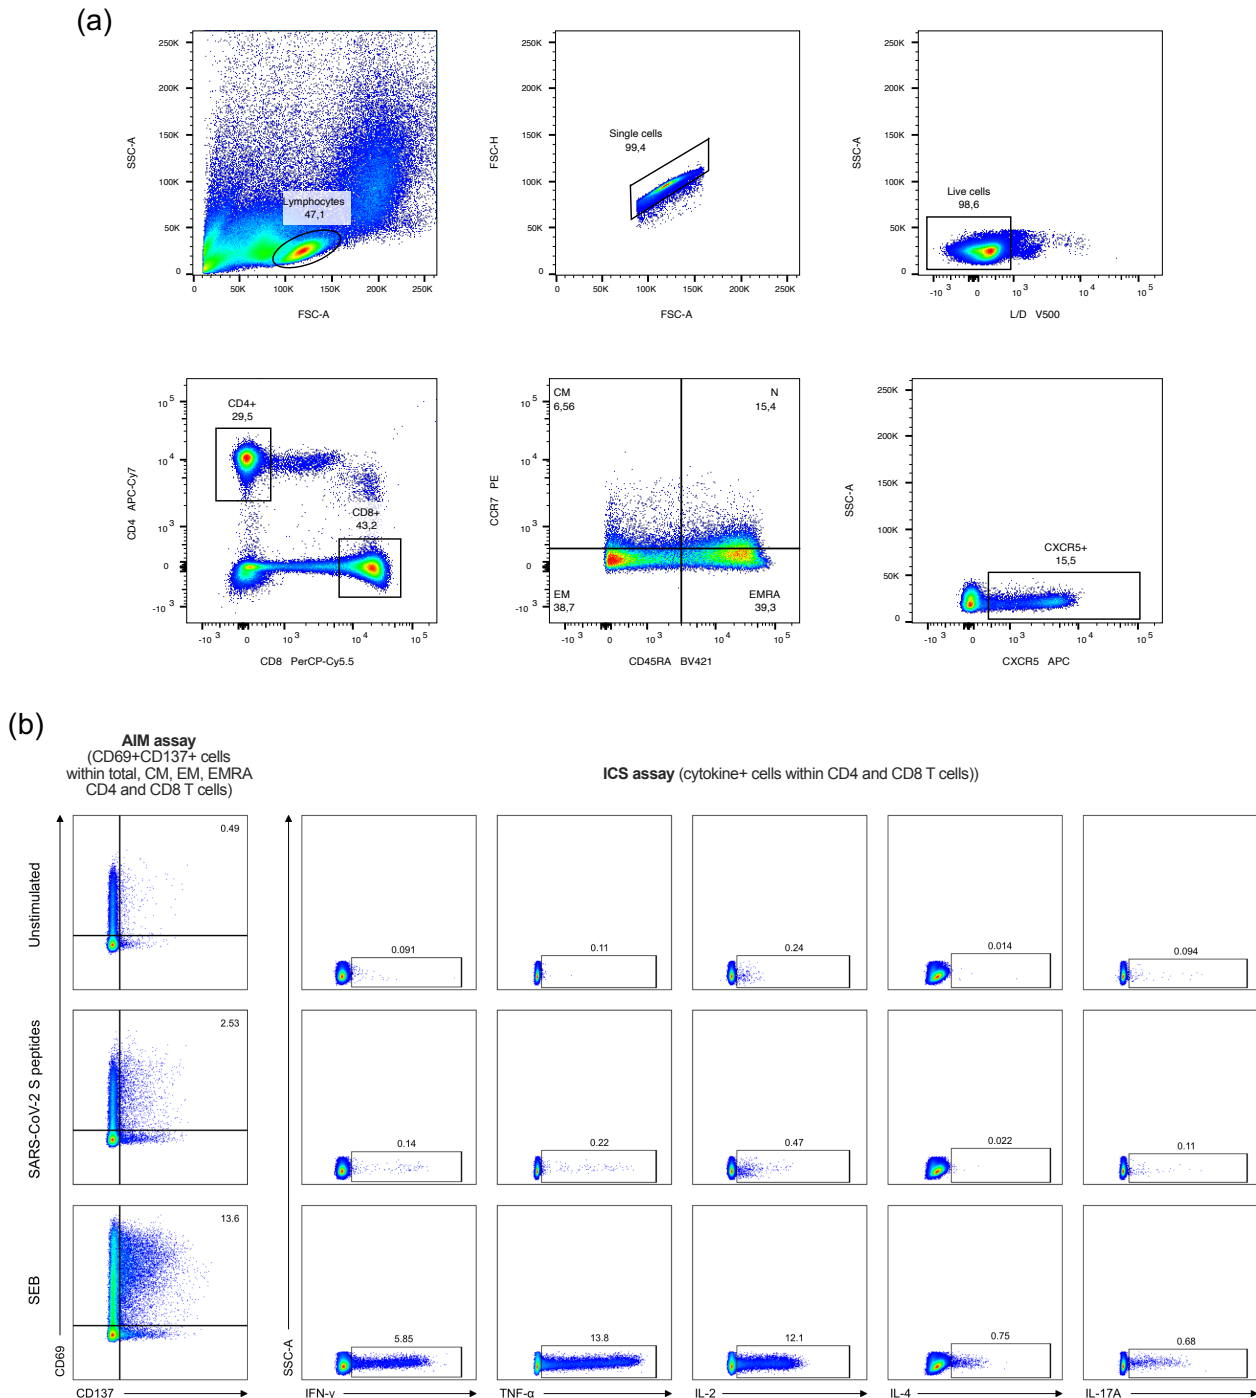 (a)
SSC-A
250K
200K
150K
100K
50K
0
Lymphocytes
47,1
0 50K 100K 150K 200K 250K
FSC-A
FSC-H
250K
200K
150K
100K
50K
0
Single cells
99,4
0 50K 100K 150K 200K 250K
FSC-A
SSC-A
250K
200K
150K
100K
50K
0
Live cells
98,6
-10 3 0 10 3 10 4 10 5
L/D V500
CD4 APC-Cy7
10 5
10 4
10 3
0
-10 3
CD4+
29,5
CD8+
43,2
-10 3 0 10 3 10 4 10 5
CD8 PerCP-Cy5.5
CCR7 PE
10 5
10 4
10 3
0
-10 3
CM
6,56
N
15,4
EM
38,7
EMRA
39,3
-10 3 0 10 3 10 4 10 5
CD45RA BV421
SSC-A
250K
200K
150K
100K
50K
0
CXCR5+
15,5
-10 3 0 10 3 10 4 10 5
CXCR5 APC
(b)
AIM assay
(CD69+CD137+ cells
within total, CM, EM, EMRA
CD4 and CD8 T cells)
ICS assay (cytokine+ cells within CD4 and CD8 T cells))
Unstimulated
0.49
0.091
0.11
0.24
0.014
0.094
SARS-CoV-2 S peptides
2.53
0.14
0.22
0.47
0.022
0.11
SEB
13.6
5.85
13.8
12.1
0.75
0.68
CD69
SSC-A
CD137
IFN-γ
TNF-α
IL-2
IL-4
IL-17A